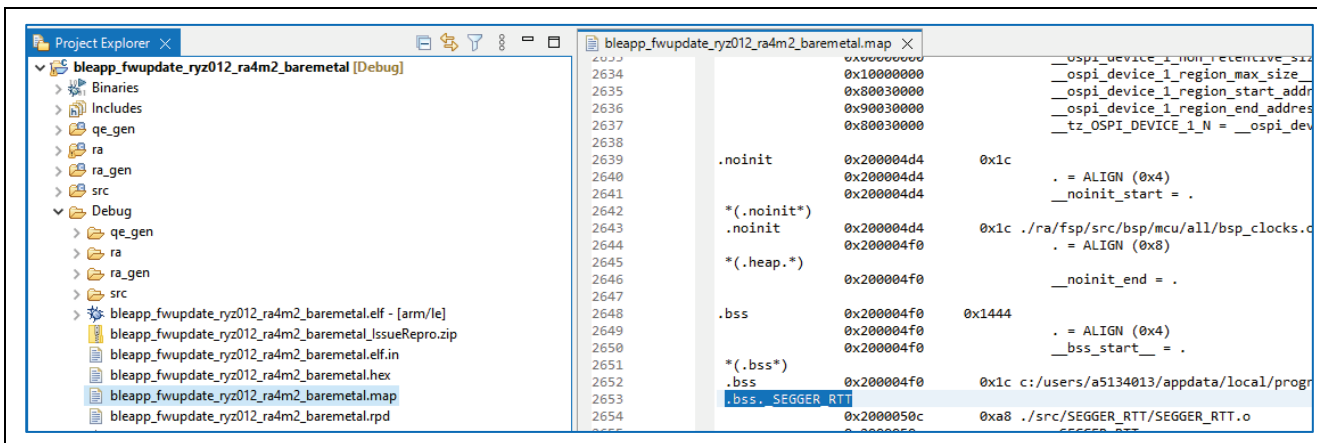 Project Explorer
bleapp_fwupdate_ryz012_ra4m2_baremetal [Debug]
Binaries
Includes
qe_gen
ra
ra_gen
src
Debug
qe_gen
ra
ra_gen
src
bleapp_fwupdate_ryz012_ra4m2_baremetal.elf - [arm/le]
bleapp_fwupdate_ryz012_ra4m2_baremetal_IssueRepro.zip
bleapp_fwupdate_ryz012_ra4m2_baremetal.elf.in
bleapp_fwupdate_ryz012_ra4m2_baremetal.hex
bleapp_fwupdate_ryz012_ra4m2_baremetal.map
bleapp_fwupdate_ryz012_ra4m2_baremetal.rpd
bleapp_fwupdate_ryz012_ra4m2_baremetal.map
2634 0x10000000 __ospi_device_1_region_max_size__
2635 0x80030000 __ospi_device_1_region_start_addr
2636 0x90030000 __ospi_device_1_region_end_addres
2637 0x80030000 __tz_OSPI_DEVICE_1_N = __ospi_dev
2638
2639 .noinit 0x200004d4 0x1c
2640 0x200004d4 . = ALIGN (0x4)
2641 0x200004d4 __noinit_start = .
2642 *(.noinit*)
2643 .noinit 0x200004d4 0x1c ./ra/fsp/src/bsp/mcu/all/bsp_clocks.o
2644 0x200004f0 . = ALIGN (0x8)
2645 *(.heap.*)
2646 0x200004f0 __noinit_end = .
2647
2648 .bss 0x200004f0 0x1444
2649 0x200004f0 . = ALIGN (0x4)
2650 0x200004f0 __bss_start__ = .
2651 *(.bss*)
2652 .bss 0x200004f0 0x1c c:/users/a5134013/appdata/local/progr
2653 .bss._SEGGER_RTT
2654 0x2000050c 0xa8 ./src/SEGGER_RTT/SEGGER_RTT.o